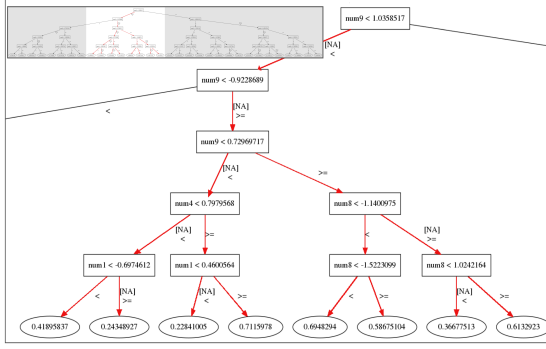 num9 < 1.0358517
[NA]
<
num9 < -0.9228689
<
[NA]
>=
num9 < 0.72969717
[NA]
<
>=
num4 < 0.7979568
num8 < -1.1400975
[NA]
<
>=
<
[NA]
>=
num1 < -0.6974612
num1 < 0.4600564
num8 < -1.5223099
num8 < 1.0242164
<
[NA]
>=
[NA]
<
>=
<
>=
[NA]
<
>=
0.41895837
0.24348927
0.22841005
0.7115978
0.6948294
0.58675104
0.36677513
0.6132923